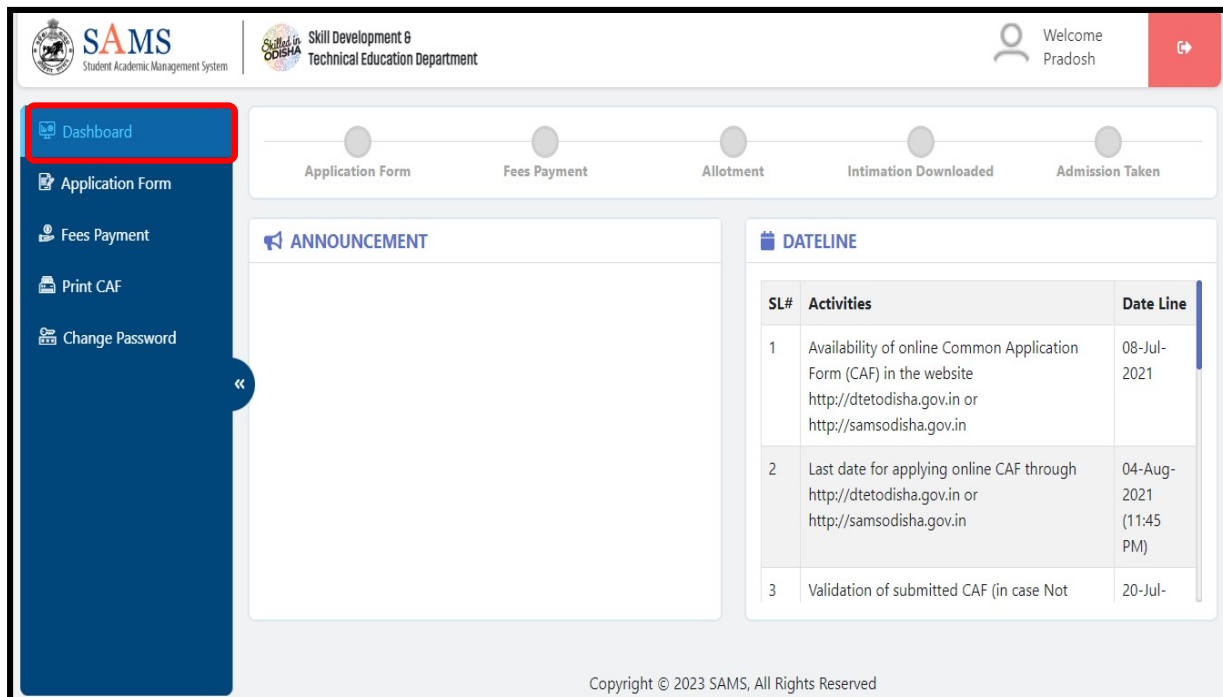 SAMS
Student Academic Management System
Skilled in
ODISHA
Skill Development &
Technical Education Department
Welcome
Pradosh
Dashboard
Application Form
Fees Payment
Print CAF
Change Password
«
Application Form
Fees Payment
Allotment
Intimation Downloaded
Admission Taken
ANNOUNCEMENT
DATELINE
SL# Activities Date Line
1 Availability of online Common Application 08-Jul-
Form (CAF) in the website 2021
http://dtetodisha.gov.in or
http://samsodisha.gov.in
2 Last date for applying online CAF through 04-Aug-
http://dtetodisha.gov.in or 2021
http://samsodisha.gov.in (11:45
PM)
3 Validation of submitted CAF (in case Not 20-Jul-
Copyright © 2023 SAMS, All Rights Reserved